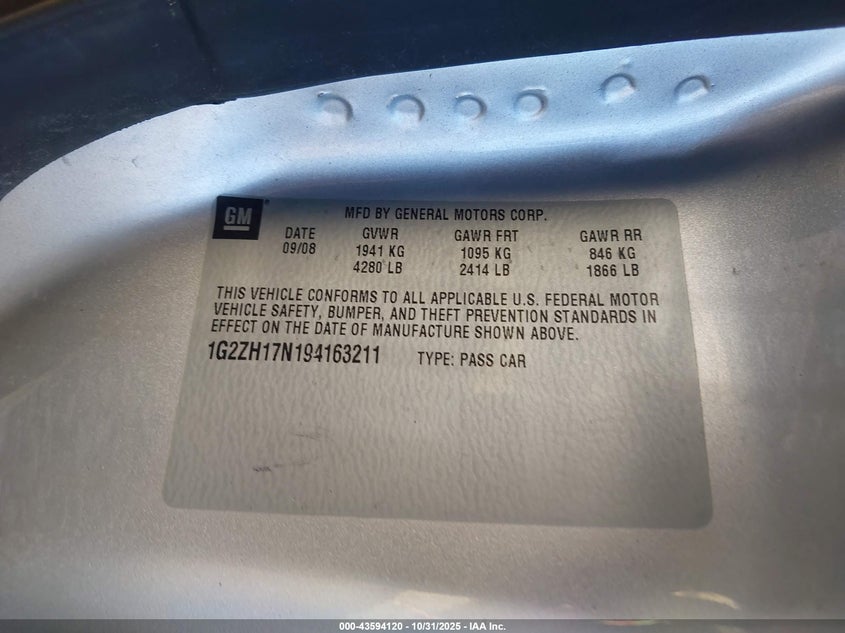 GM
MFD BY GENERAL MOTORS CORP.
DATE GVWR GAWR FRT GAWR RR
09/08 1941 KG 1095 KG 846 KG
4280 LB 2414 LB 1866 LB
THIS VEHICLE CONFORMS TO ALL APPLICABLE U.S. FEDERAL MOTOR
VEHICLE SAFETY, BUMPER, AND THEFT PREVENTION STANDARDS IN
EFFECT ON THE DATE OF MANUFACTURE SHOWN ABOVE.
1G2ZH17N194163211 TYPE: PASS CAR
000-43594120 - 10/31/2025 - IAA Inc.